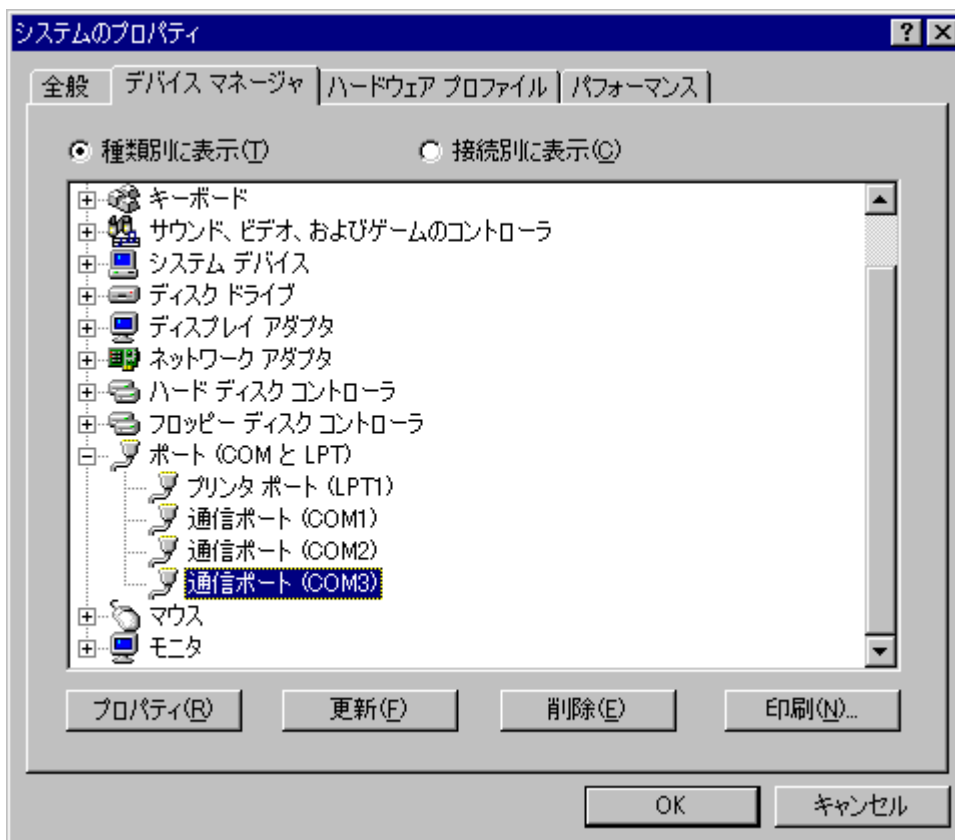 システムのプロパティ
全般 デバイス マネージャ ハードウェア プロファイル パフォーマンス
種類別に表示(T) 接続別に表示(C)
キーボード
サウンド、ビデオ、およびゲームのコントローラ
システム デバイス
ディスク ドライブ
ディスプレイ アダプタ
ネットワーク アダプタ
ハード ディスク コントローラ
フロッピー ディスク コントローラ
ポート (COM と LPT)
プリンタ ポート (LPT1)
通信ポート (COM1)
通信ポート (COM2)
通信ポート (COM3)
マウス
モニタ
プロパティ(R) 更新(F) 削除(E) 印刷(N)...
OK キャンセル